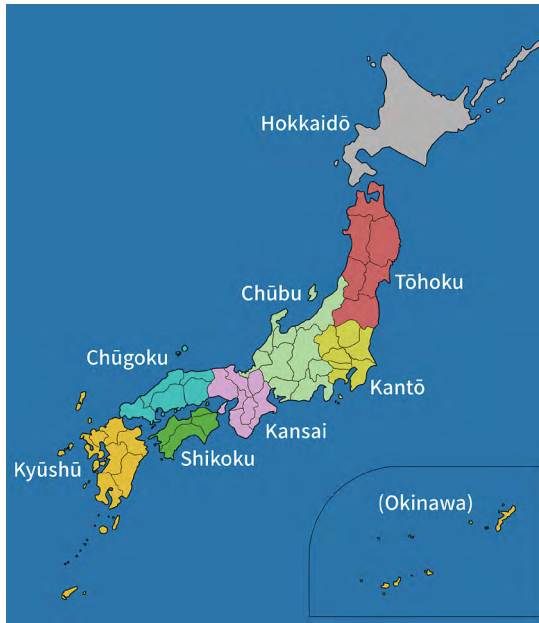 Hokkaidō
Tōhoku
Chūbu
Chūgoku
Kantō
Kansai
Shikoku
Kyūshū
(Okinawa)